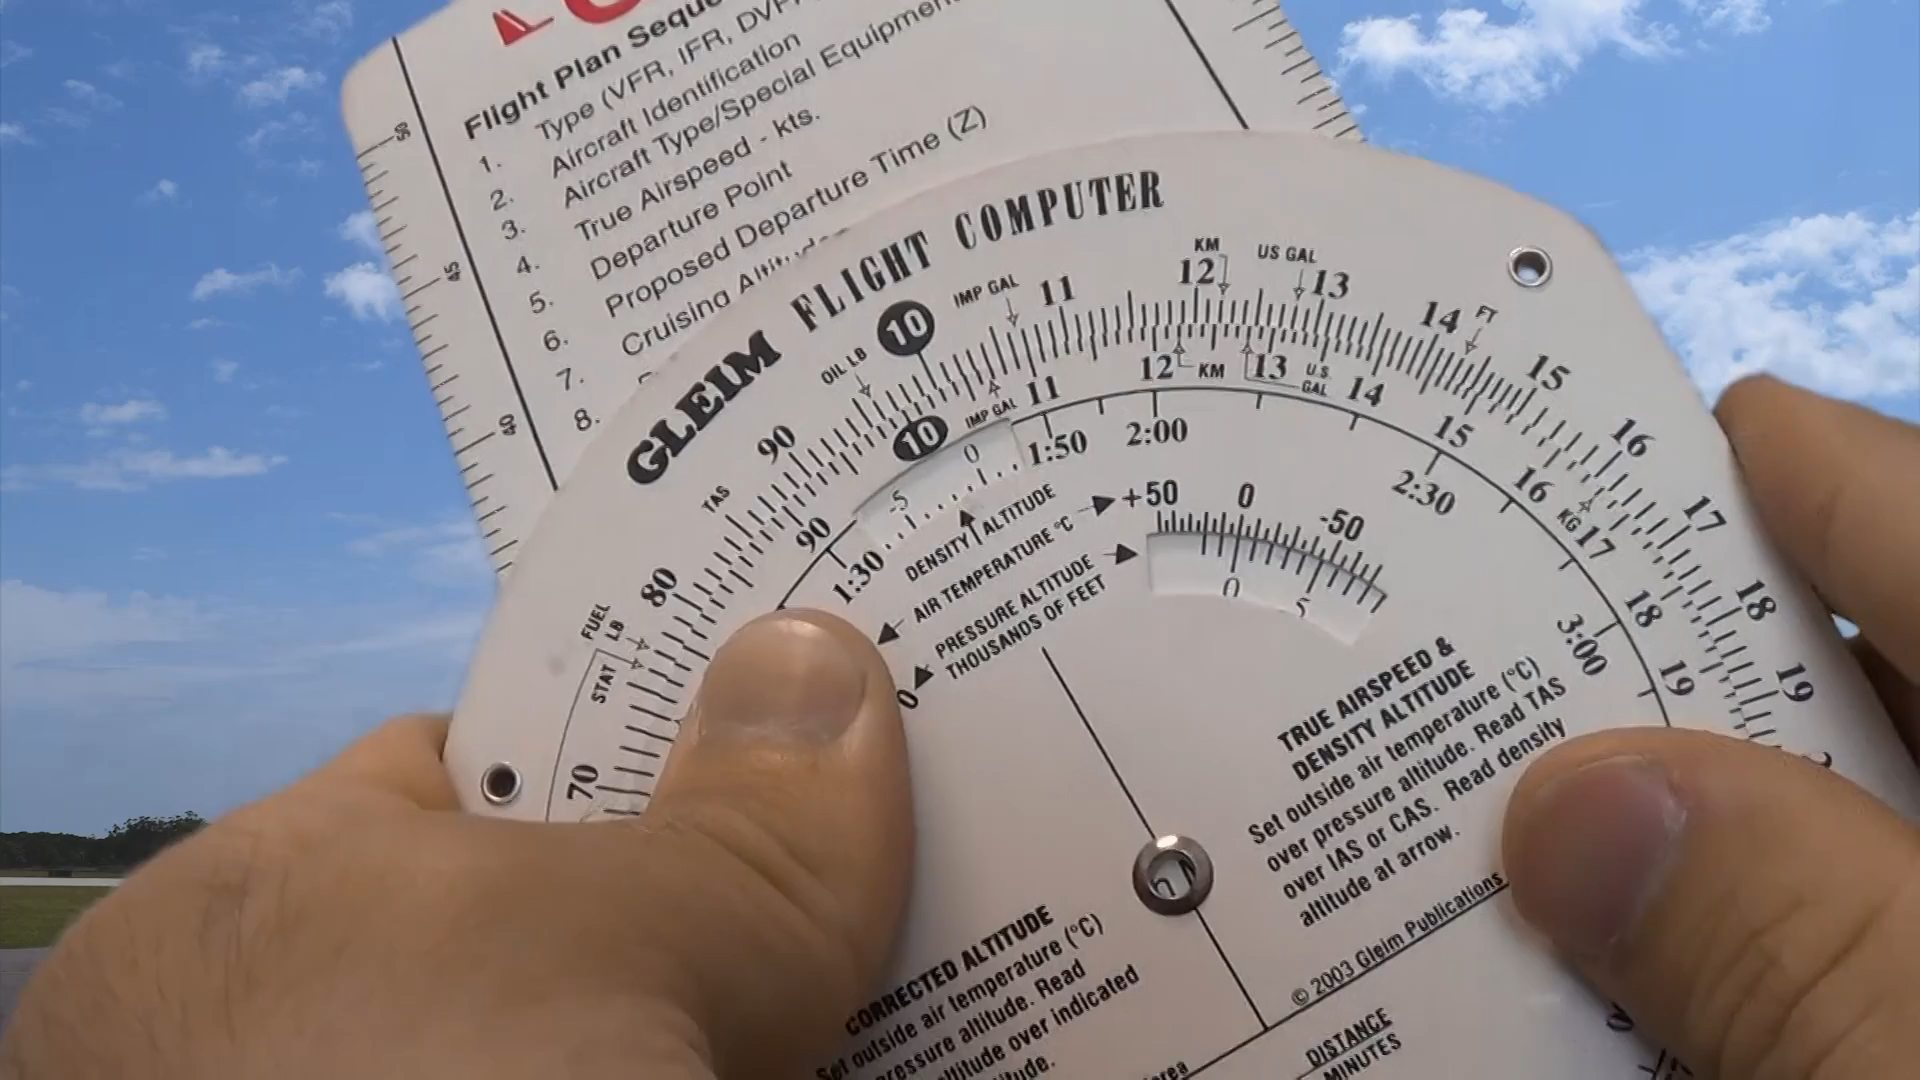 Flight Plan
1. Type (VFR, IFR,
2. Aircraft Identification
3. Aircraft Type/Special Equipment
4. True Airspeed - kts.
5. Departure Point
6. Proposed Departure Time (Z)
7. Cruising
8.
50
45
40
GLEIM FLIGHT COMPUTER
70
STAT
FUEL LB
80
TAS
90
OIL LB
10
IMP GAL
11
KM
12
US GAL
13
14
FT
15
16
17
18
19
90
10
IMP GAL
11
12
KM
13
U.S. GAL
14
15
16
KG
17
18
19
1:30
1:50
2:00
2:30
3:00
-5
0
DENSITY ALTITUDE
AIR TEMPERATURE °C
+50
0
-50
PRESSURE ALTITUDE
THOUSANDS OF FEET
0
0
5
TRUE AIRSPEED &
DENSITY ALTITUDE
Set outside air temperature (°C)
over pressure altitude. Read TAS
over IAS or CAS. Read density
altitude at arrow.
© 2003 Gleim Publications
CORRECTED ALTITUDE
Set outside air temperature (°C)
pressure altitude. Read
altitude over indicated
DISTANCE
MINUTES